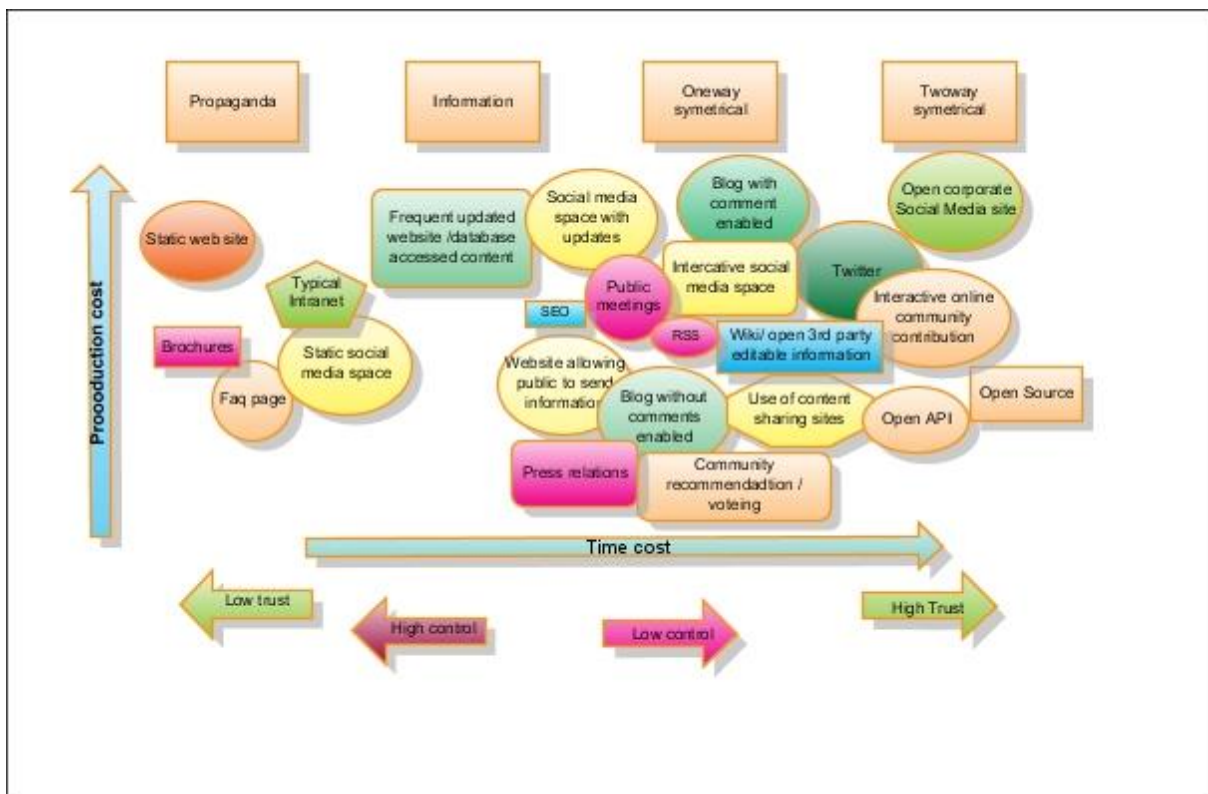 Propaganda
Information
Oneway
symetrical
Twoway
symetrical
Proooduction cost
Static web site
Typical
Intranet
Brochures
Faq page
Static social
media space
Frequent updated
website /database
accessed content
Social media
space with
updates
Blog with
comment
enabled
Open corporate
Social Media site
Public
meetings
Intercative social
media space
Twitter
Interactive online
community
contribution
SEO
RSS
Wiki/ open 3rd party
editable information
Website allowing
public to send
information
Blog without
comments
enabled
Use of content
sharing sites
Open API
Open Source
Press relations
Community
recommendadtion /
voteing
Time cost
Low trust
High control
Low control
High Trust